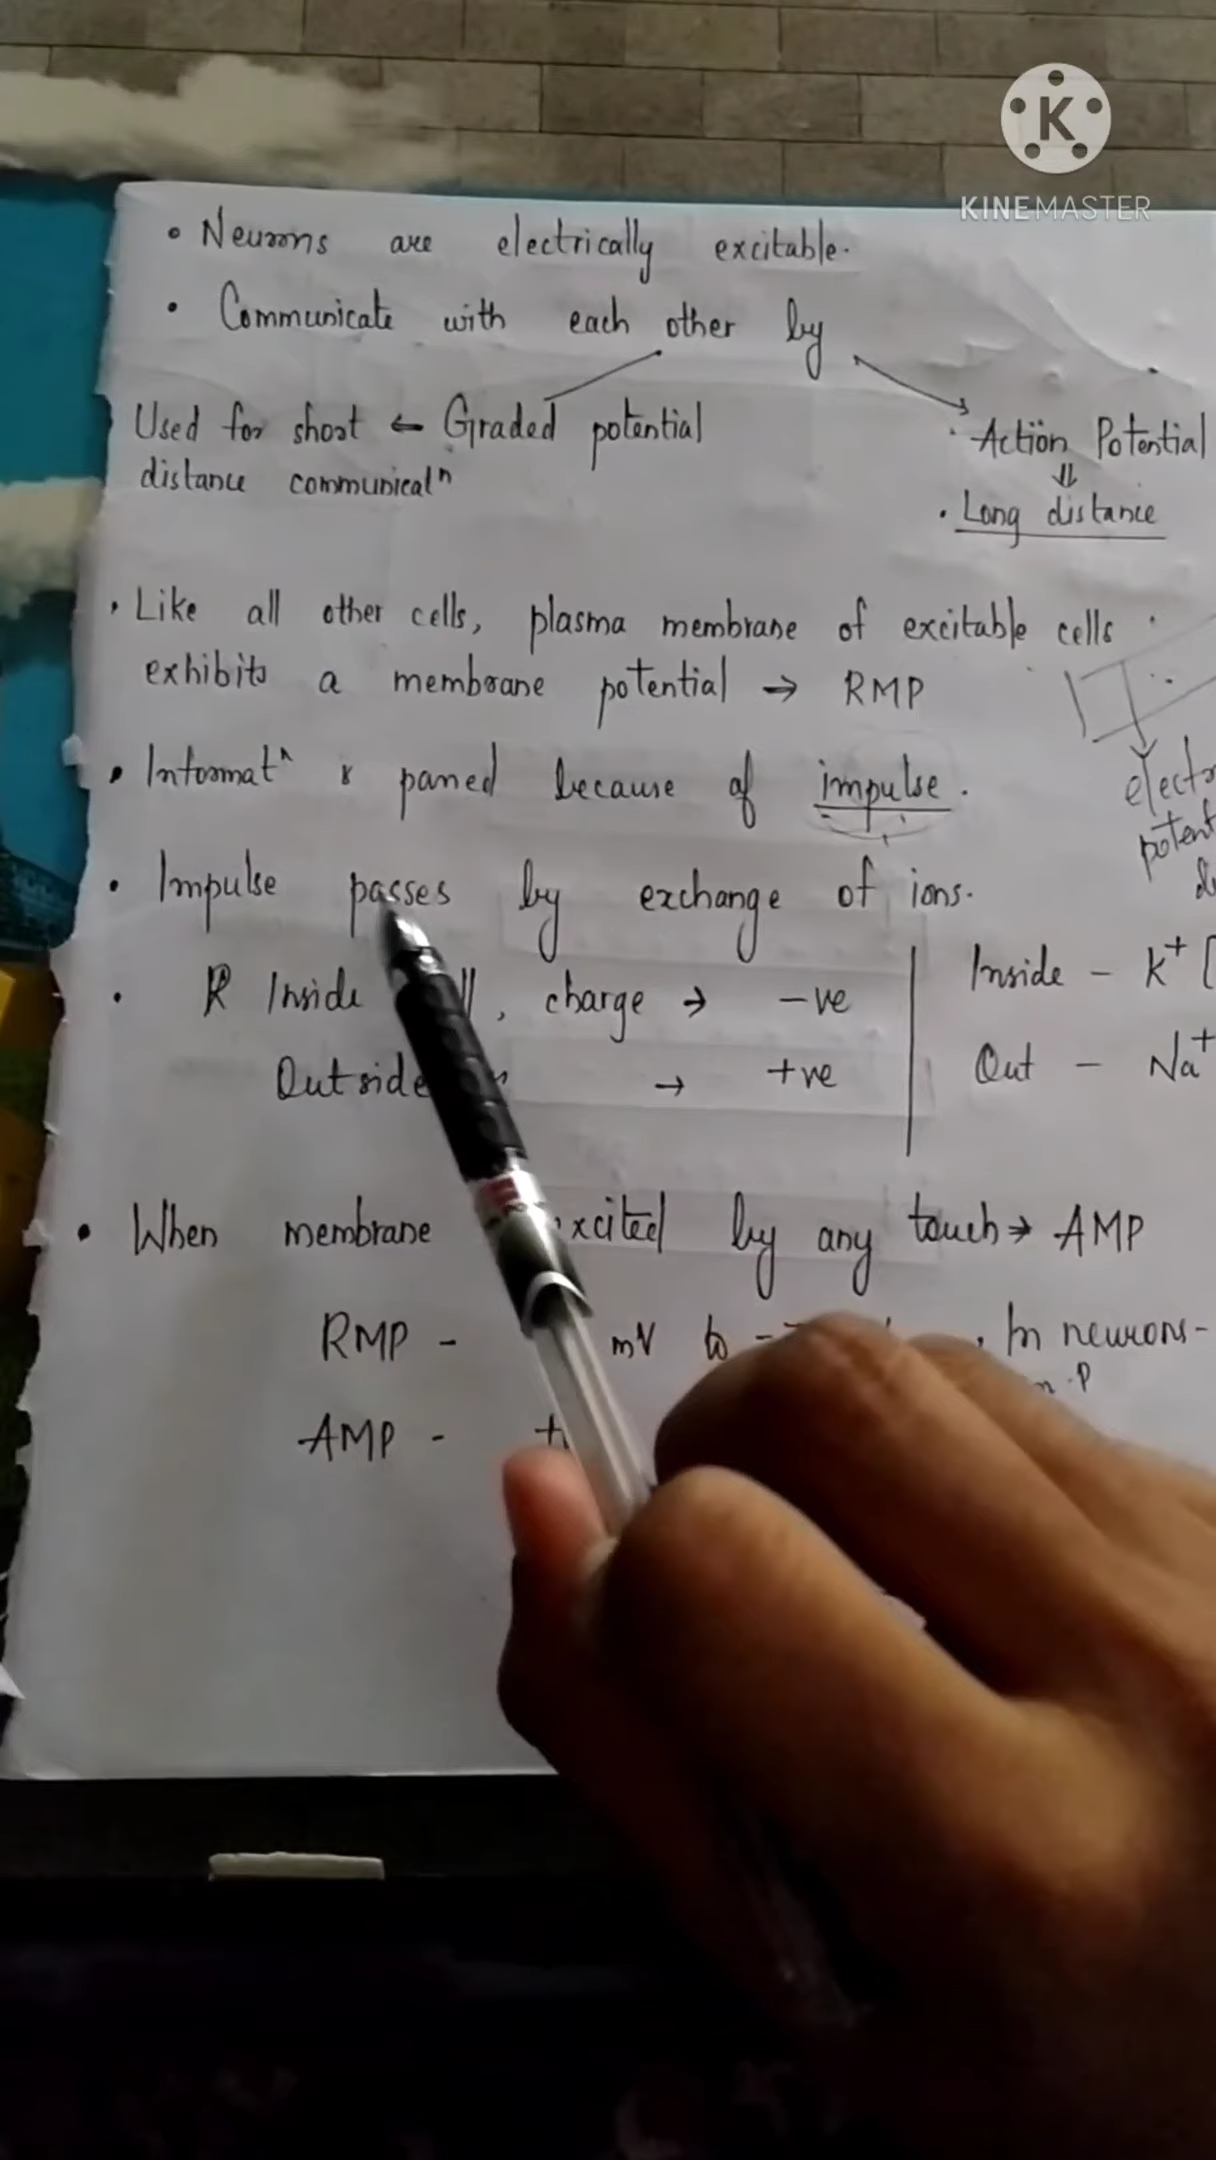 K
KINEMASTER
• Neurons are electrically excitable.
• Communicate with each other by
Used for short ← Graded potential
distance communicatⁿ
• Action Potential
⇓
• Long distance
• Like all other cells, plasma membrane of excitable cells
exhibits a membrane potential → RMP
• Informatⁿ is passed because of impulse.
• Impulse passes by exchange of ions.
• Inside , charge → -ve
Outside → +ve
Inside - K⁺
Out - Na⁺
electro
potent
• When membrane xcited by any touch → AMP
RMP - mV to -
• In neurons-
AMP - +